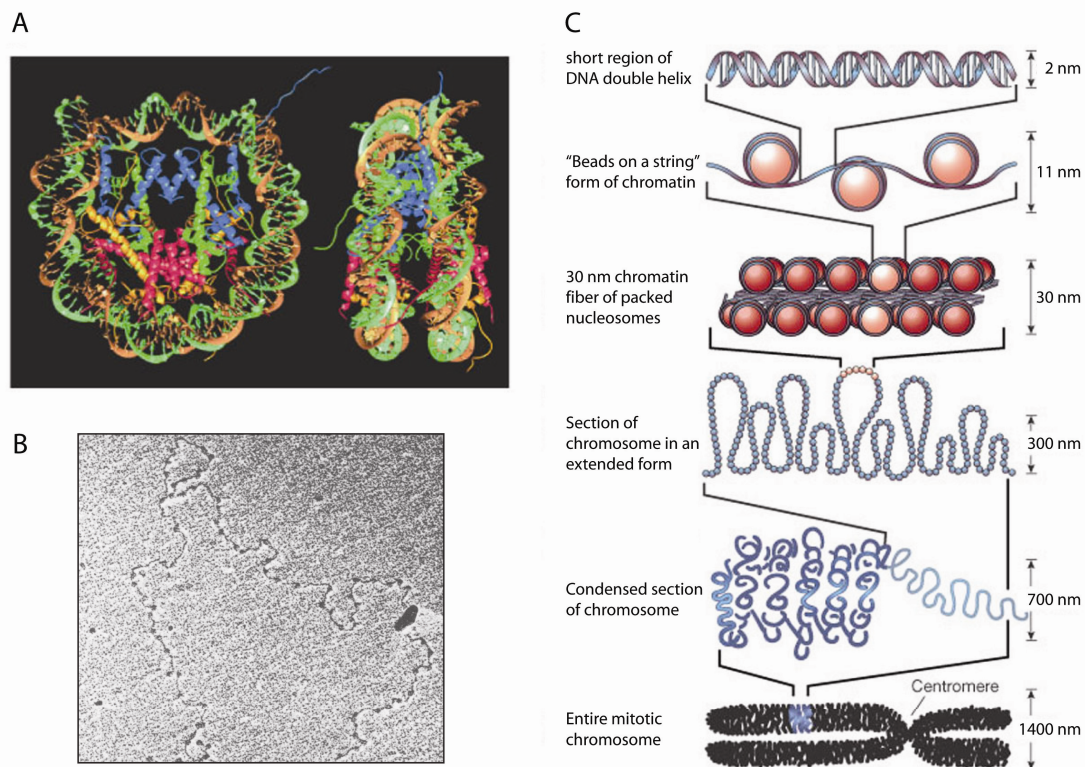 A
B
C
short region of
DNA double helix
2 nm
“Beads on a string”
form of chromatin
11 nm
30 nm chromatin
fiber of packed
nucleosomes
30 nm
Section of
chromosome in an
extended form
300 nm
Condensed section
of chromosome
700 nm
Centromere
Entire mitotic
chromosome
1400 nm